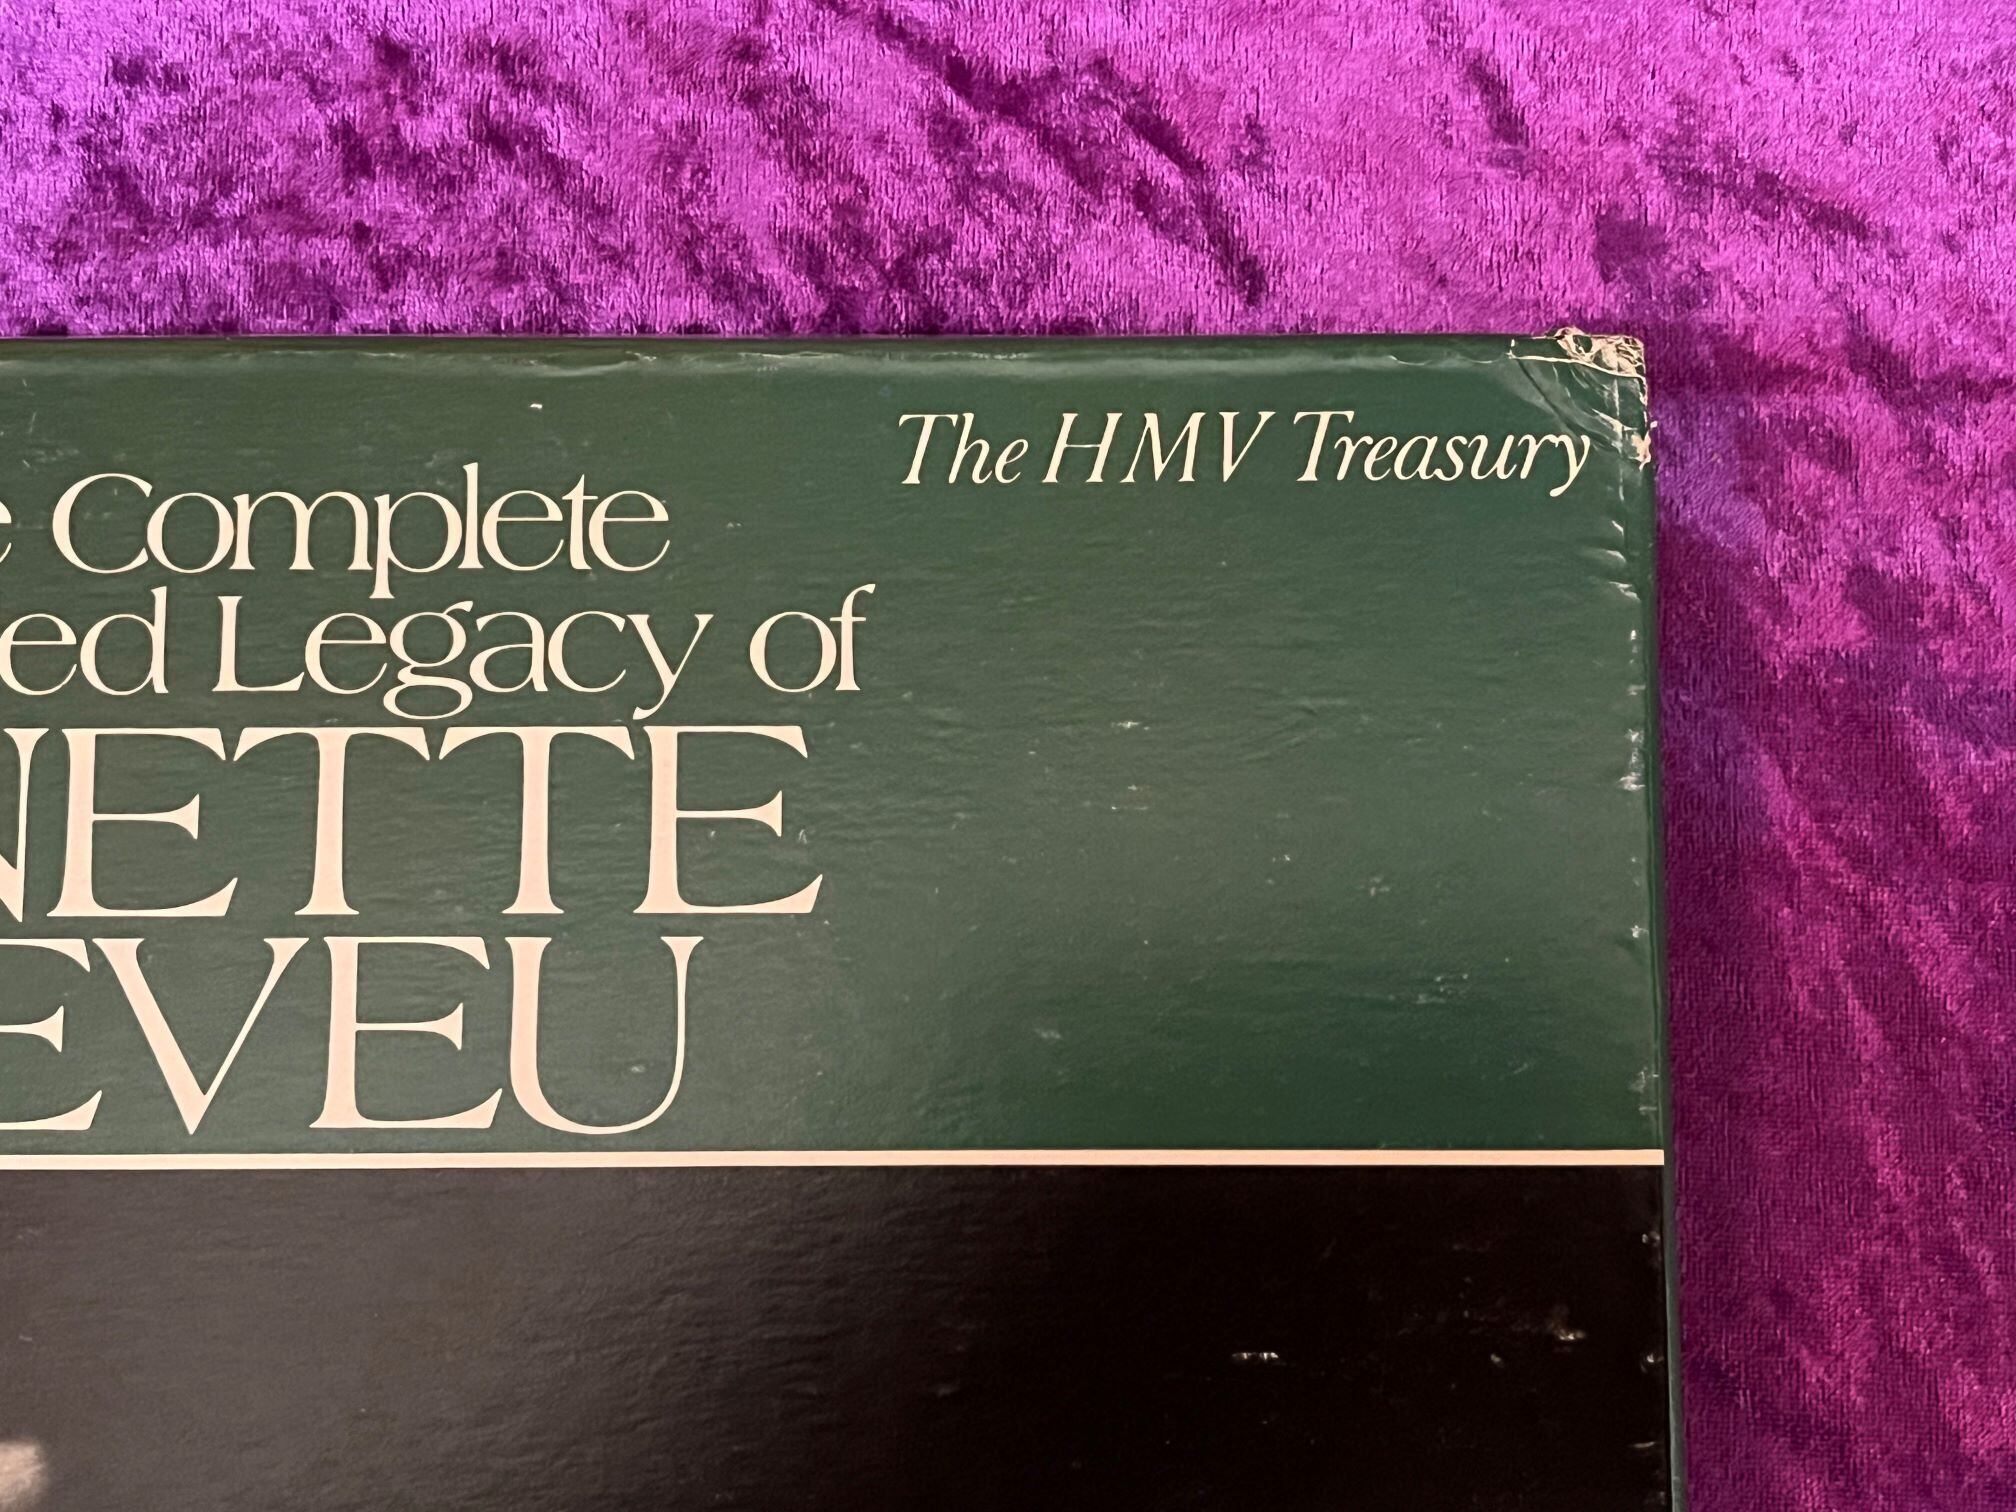 The HMV Treasury
e Complete
ed Legacy of
NETTE
EVEU